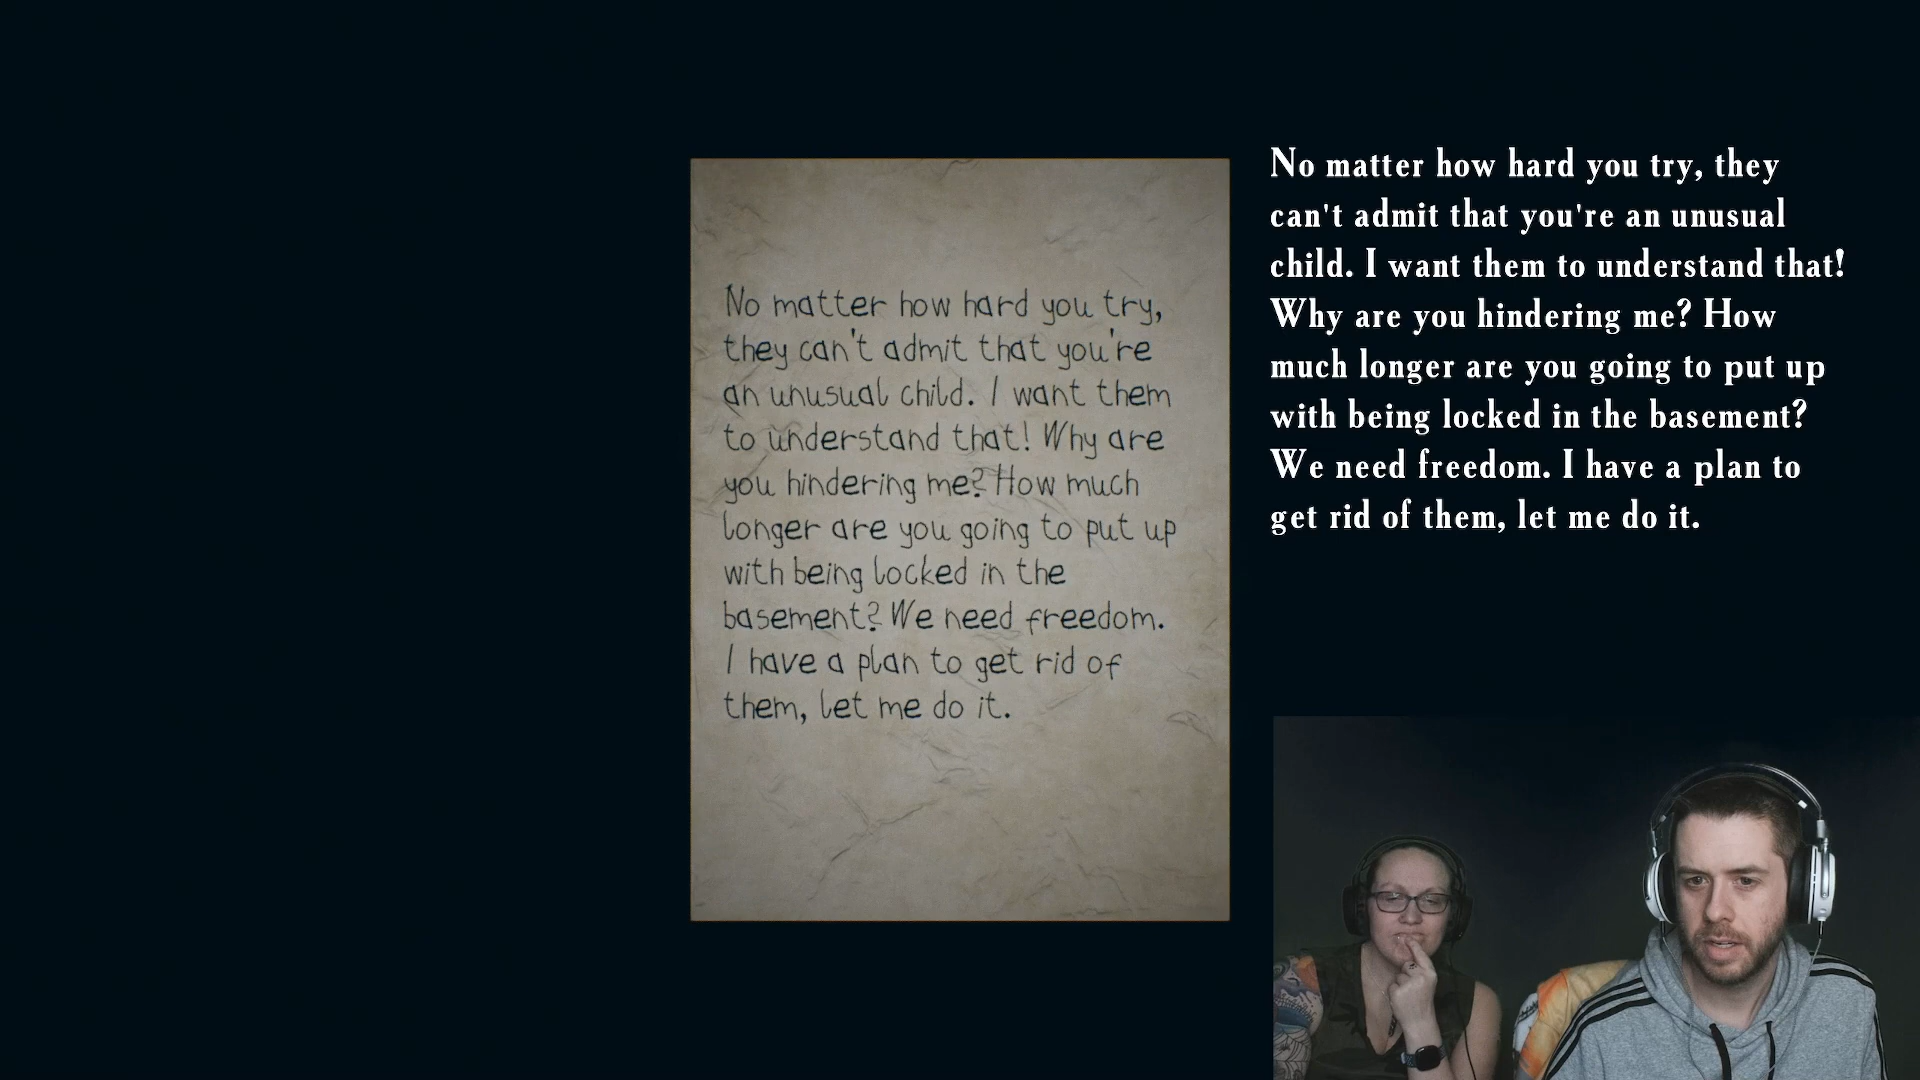 No matter how hard you try,
they can't admit that you're
an unusual child. I want them
to understand that! Why are
you hindering me? How much
longer are you going to put up
with being locked in the
basement? We need freedom.
I have a plan to get rid of
them, let me do it.
No matter how hard you try, they
can't admit that you're an unusual
child. I want them to understand that!
Why are you hindering me? How
much longer are you going to put up
with being locked in the basement?
We need freedom. I have a plan to
get rid of them, let me do it.